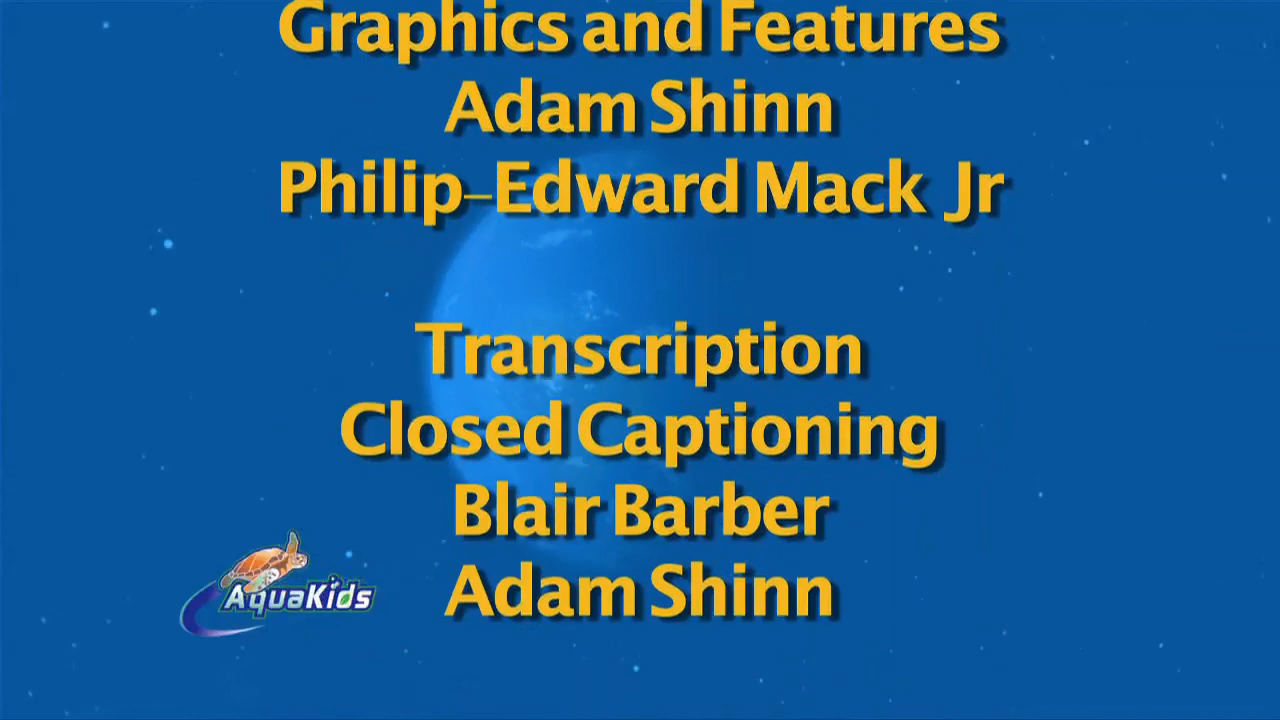 Graphics and Features
Adam Shinn
Philip-Edward Mack Jr
Transcription
Closed Captioning
Blair Barber
Adam Shinn
AquaKids